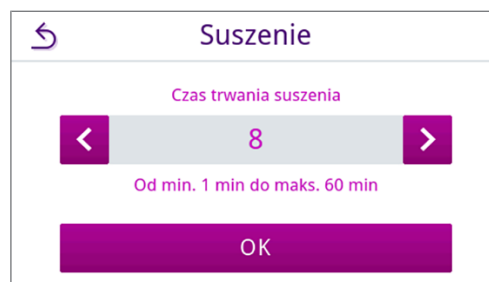 Suszenie
Czas trwania suszenia
8
Od min. 1 min do maks. 60 min
OK